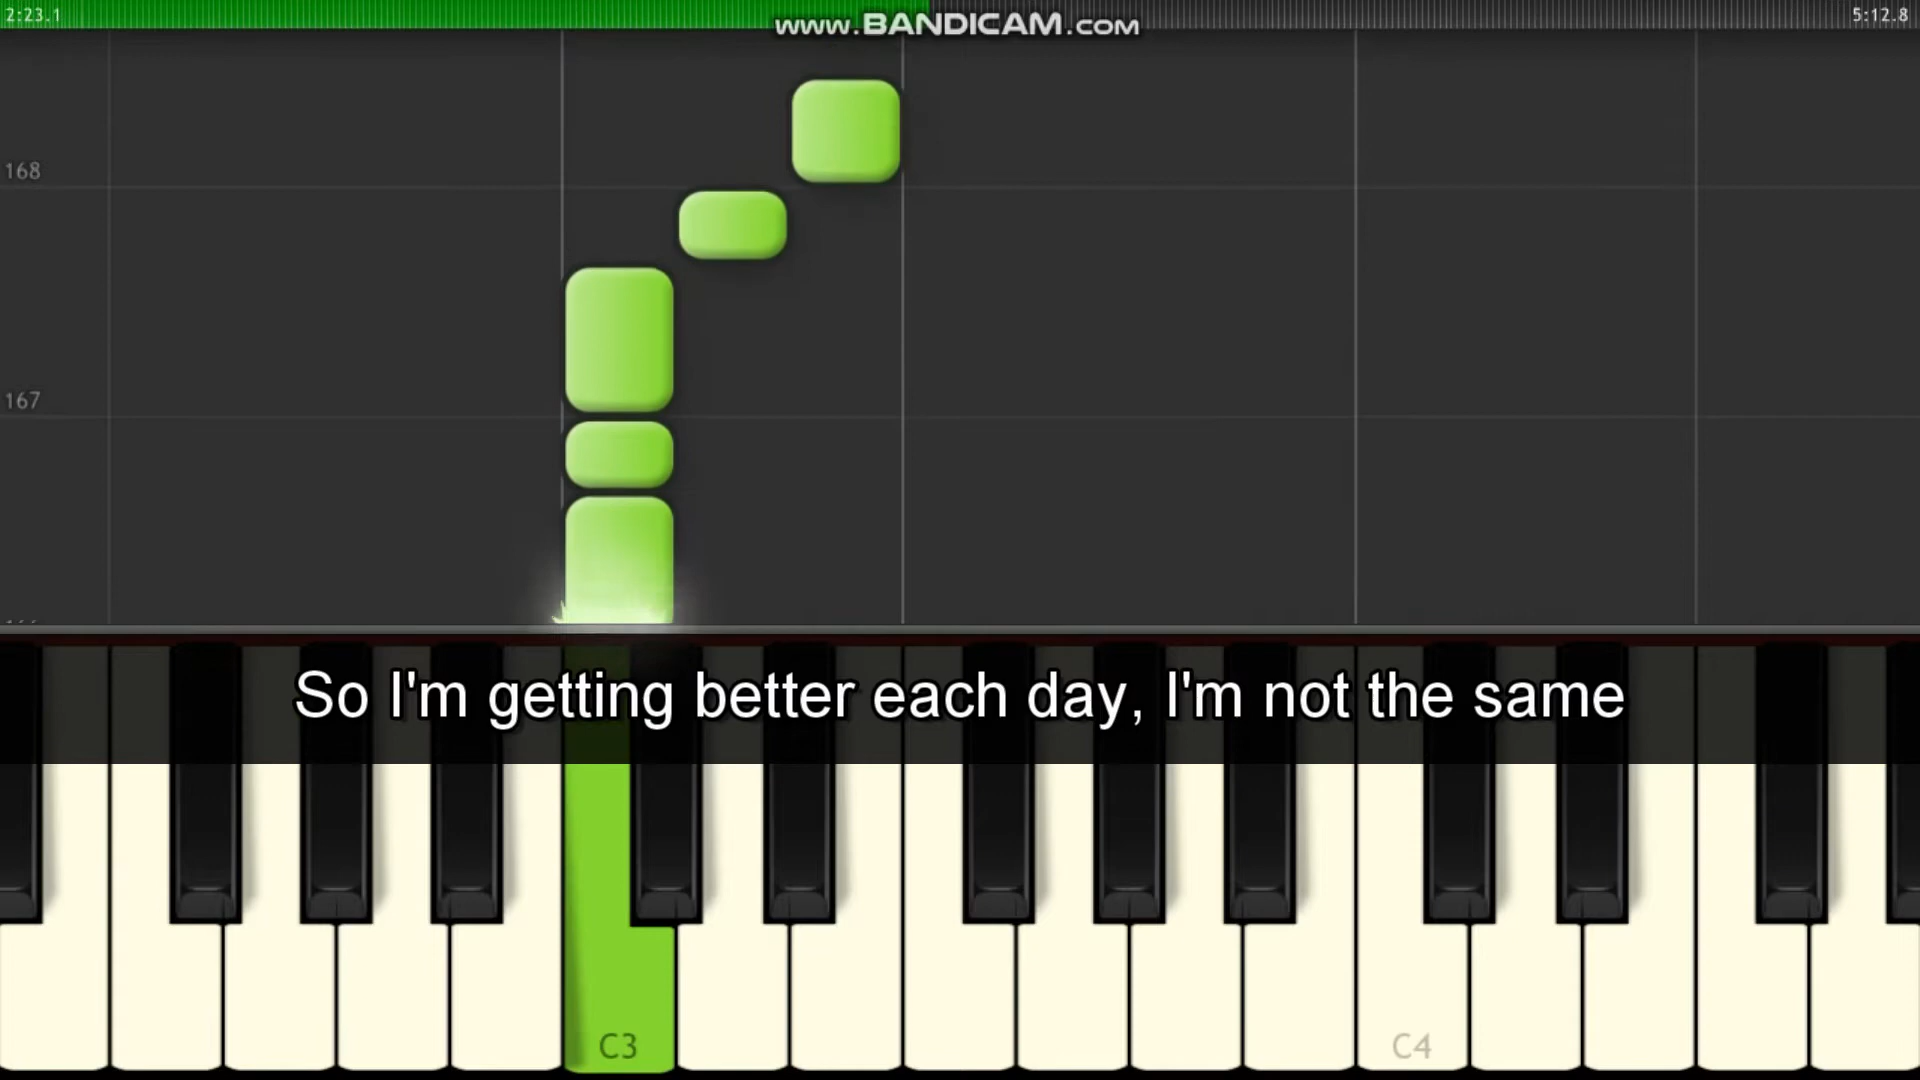 2:23.1
www.BANDICAM.com
5:12.8
168
167
So I'm getting better each day, I'm not the same
C3
C4